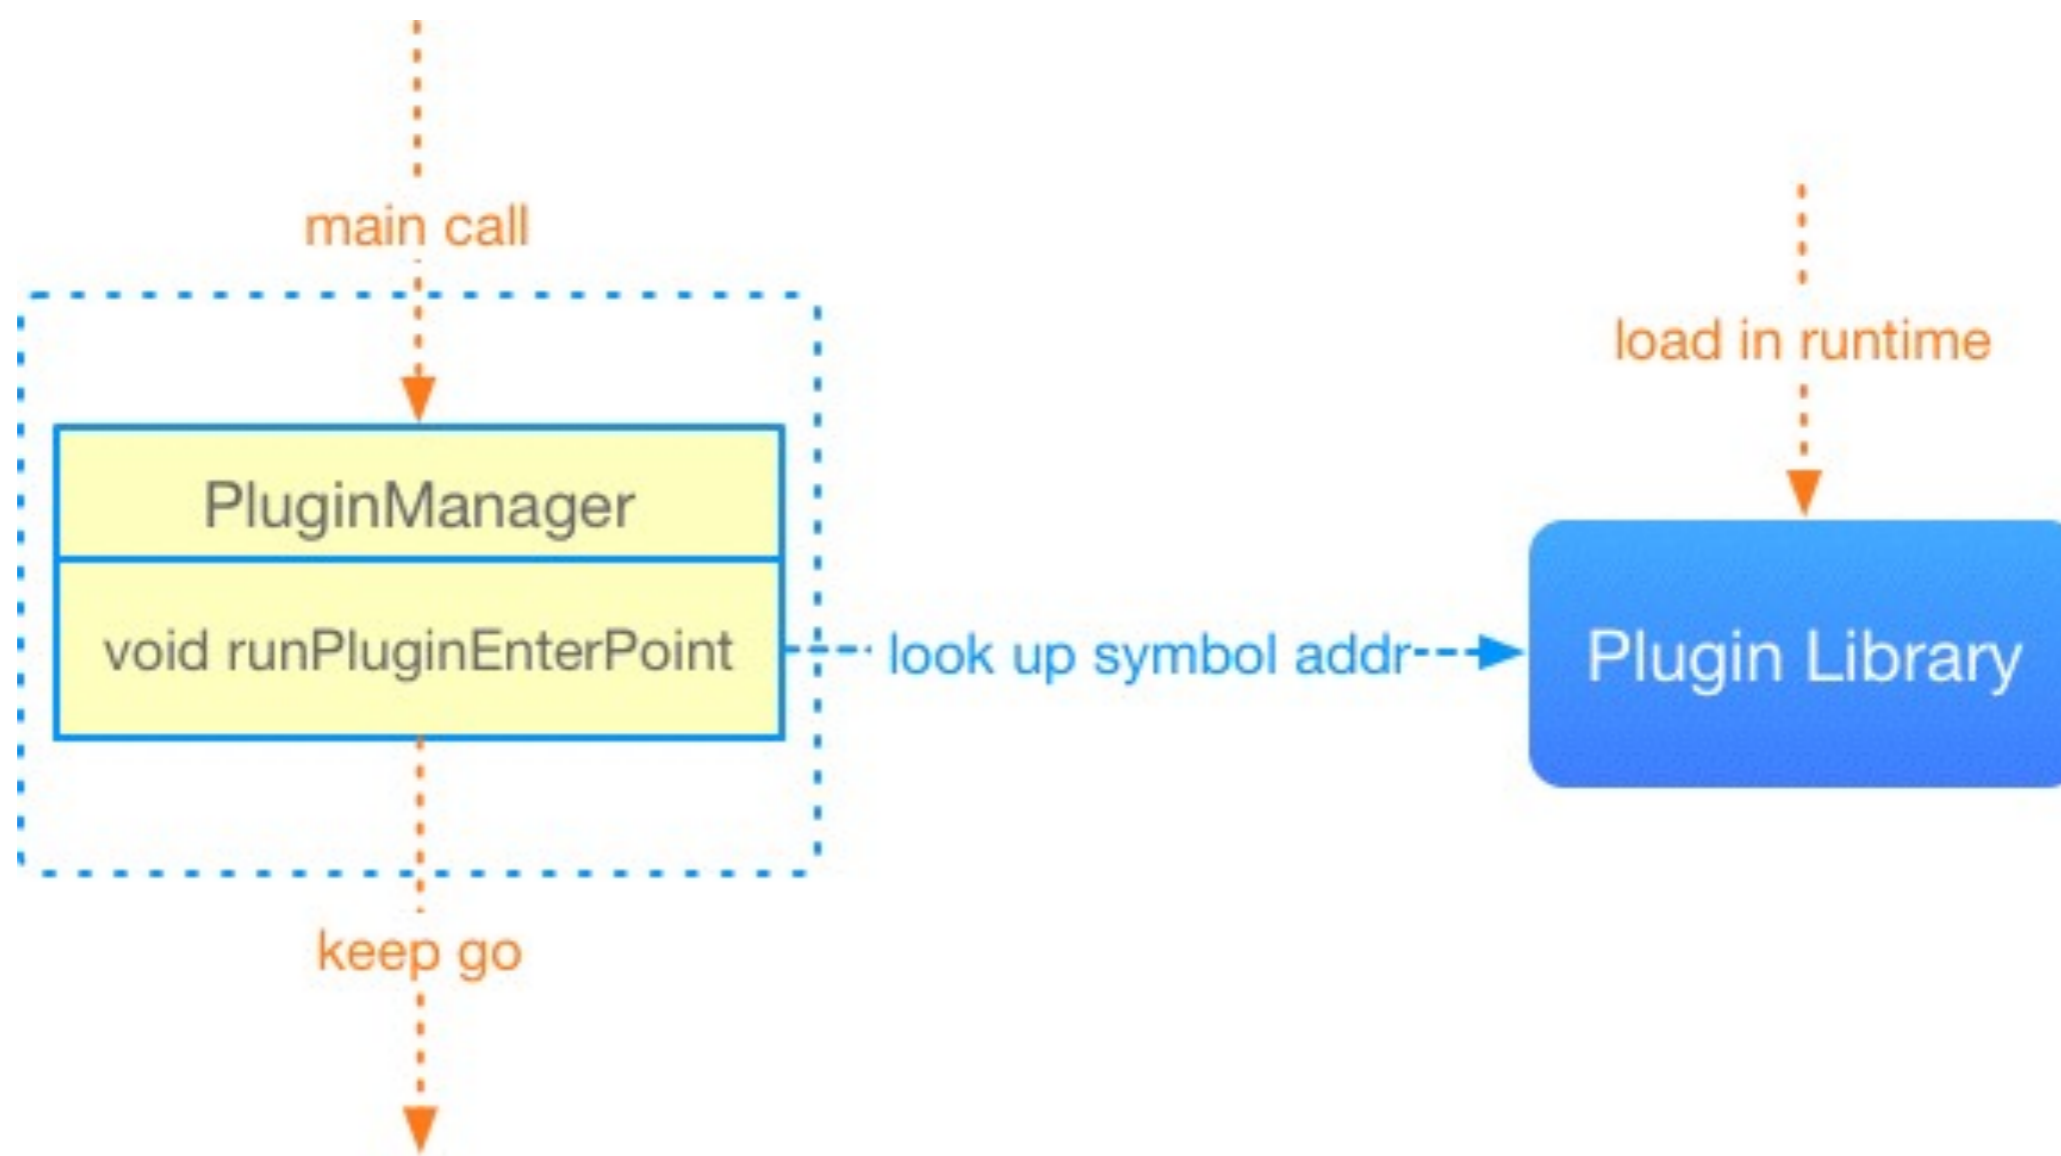 main call
load in runtime
PluginManager
void runPluginEnterPoint
look up symbol addr
Plugin Library
keep go